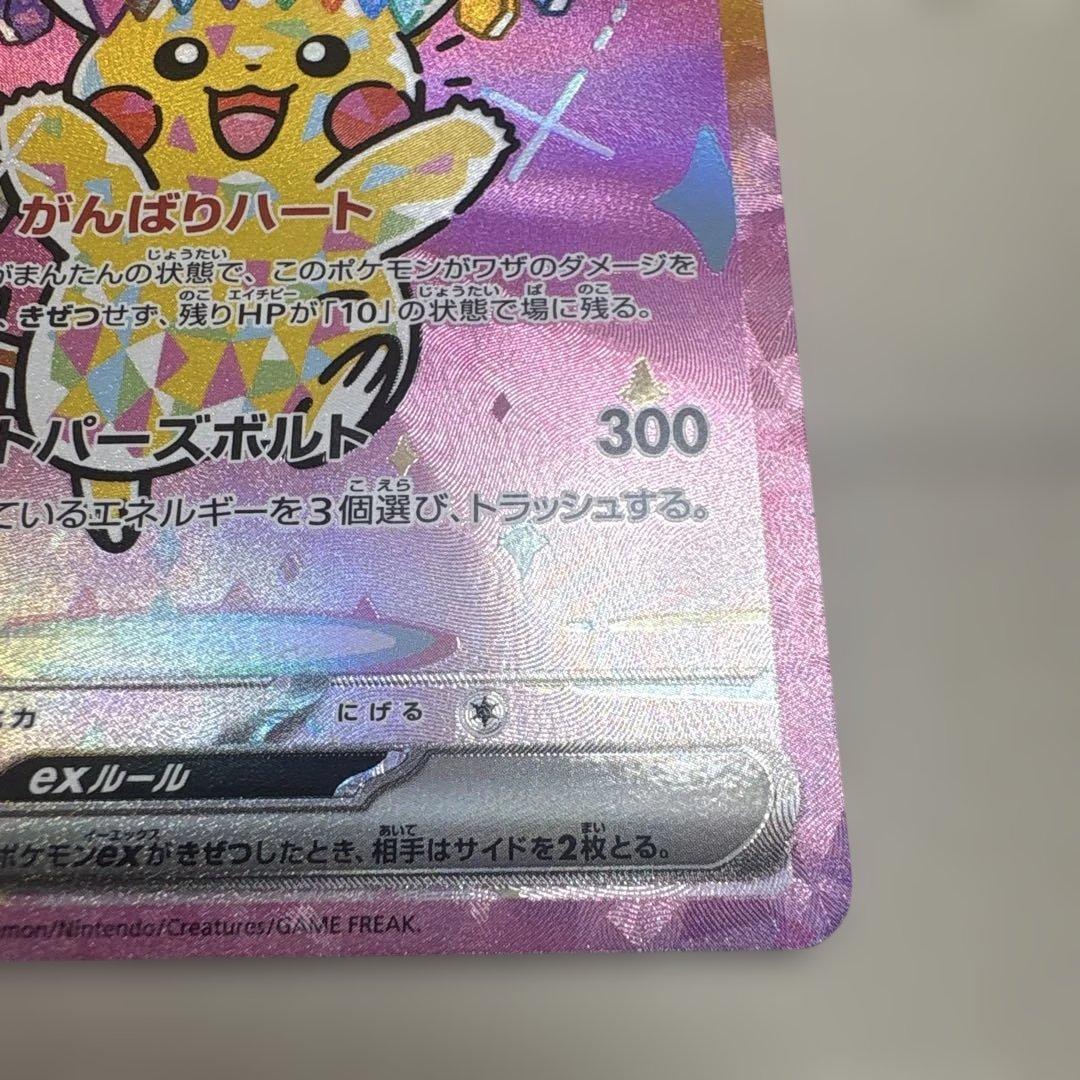 がんばりハート
がまんたんの状態で、このポケモンがワザのダメージを
、きぜつせず、残りHPが「10」の状態で場に残る。
トパーズボルト 300
ているエネルギーを3個選び、トラッシュする。
にげる
exルール
ポケモンexがきぜつしたとき、相手はサイドを2枚とる。
mon/Nintendo/Creatures/GAME FREAK.